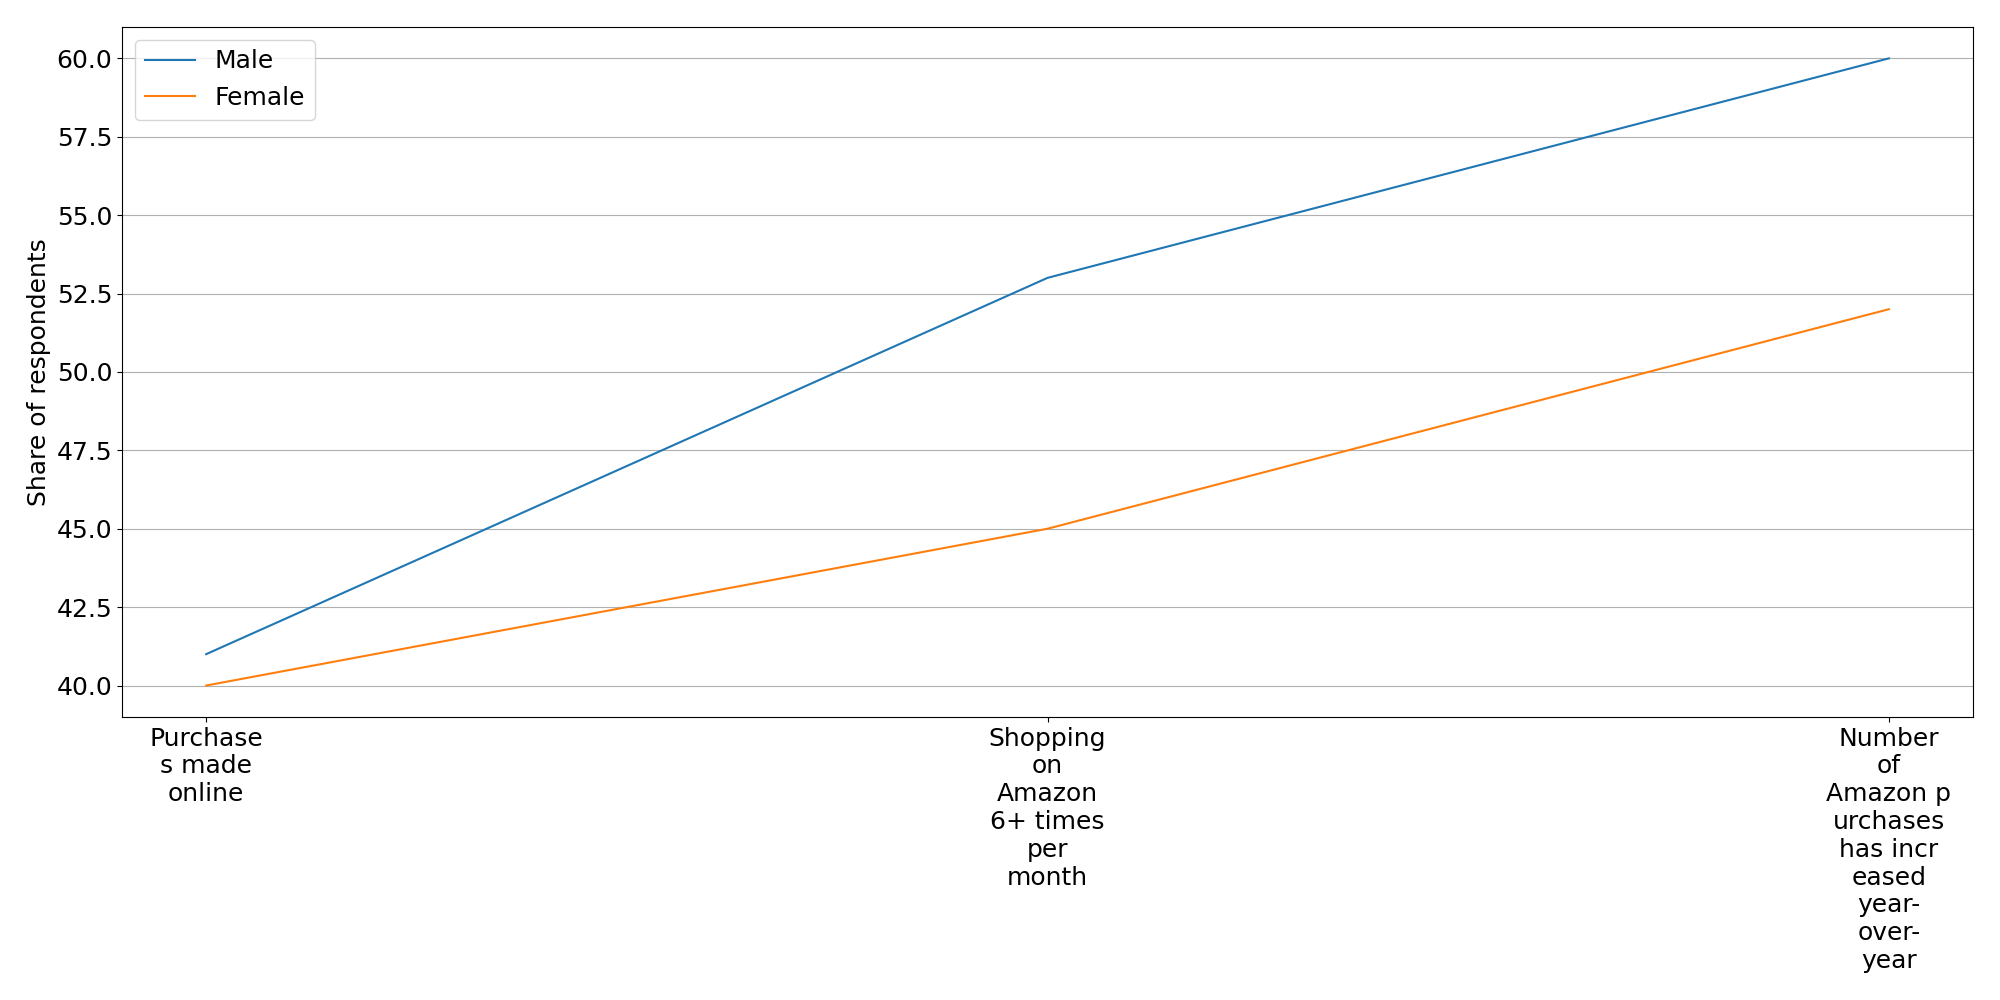 Male
Female
60.0
57.5
55.0
52.5
50.0
47.5
45.0
42.5
40.0
Share of respondents
Purchase
s made
online
Shopping
on
Amazon
6+ times
per
month
Number
of
Amazon p
urchases
has incr
eased
year-
over-
year